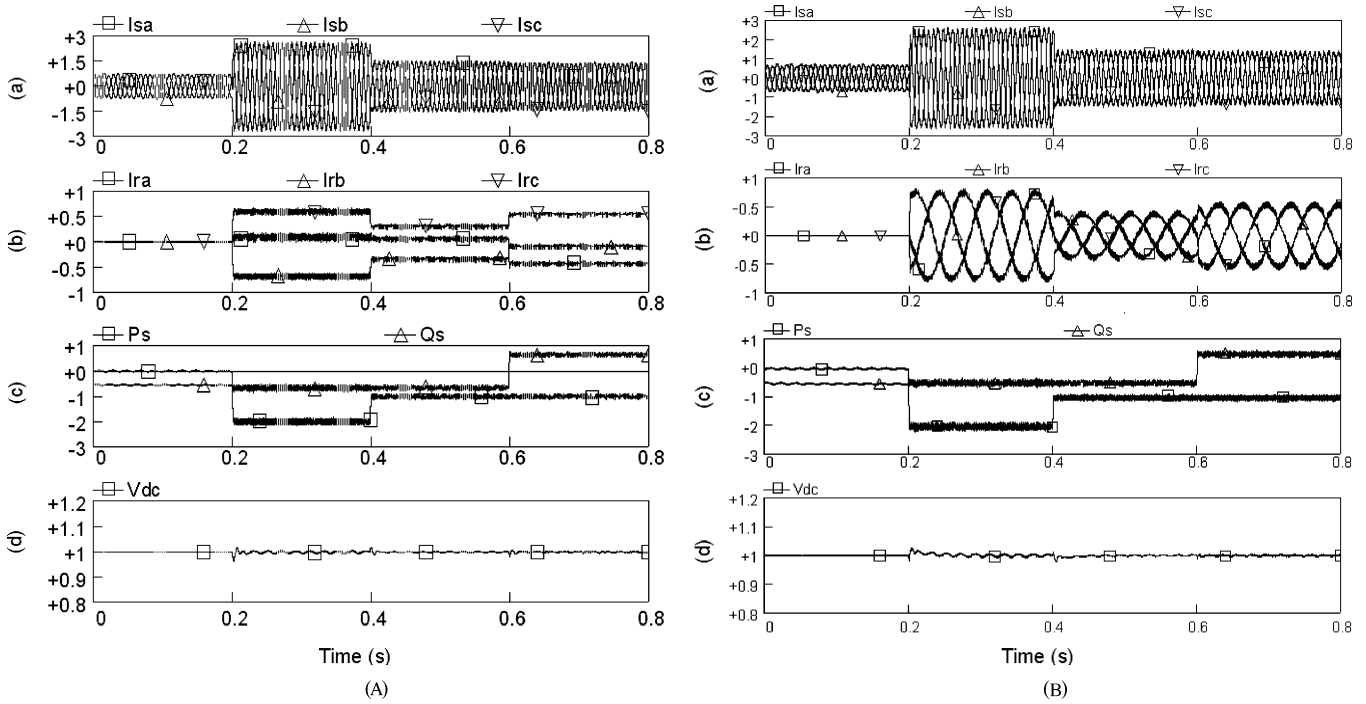 (A)
Isa Isb Isc
+3
+1.5
+0
-1.5
-3
(a)
0 0.2 0.4 0.6 0.8
Ira Irb Irc
+1
+0.5
+0
-0.5
-1
(b)
0 0.2 0.4 0.6 0.8
Ps Qs
+1
+0
-1
-2
-3
(c)
0 0.2 0.4 0.6 0.8
Vdc
+1.2
+1.1
+1
+0.9
+0.8
(d)
0 0.2 0.4 0.6 0.8
Time (s)
(A)
(B)
Isa Isb Isc
+3
+2
+1
+0
-1
-2
-3
(a)
0 0.2 0.4 0.6 0.8
Ira Irb Irc
+1
-0.5
+0
-0.5
-1
(b)
0 0.2 0.4 0.6 0.8
Ps Qs
+1
+0
-1
-2
-3
(c)
0 0.2 0.4 0.6 0.8
Vdc
+1.2
+1.1
+1
+0.9
+0.8
(d)
0 0.2 0.4 0.6 0.8
Time (s)
(B)